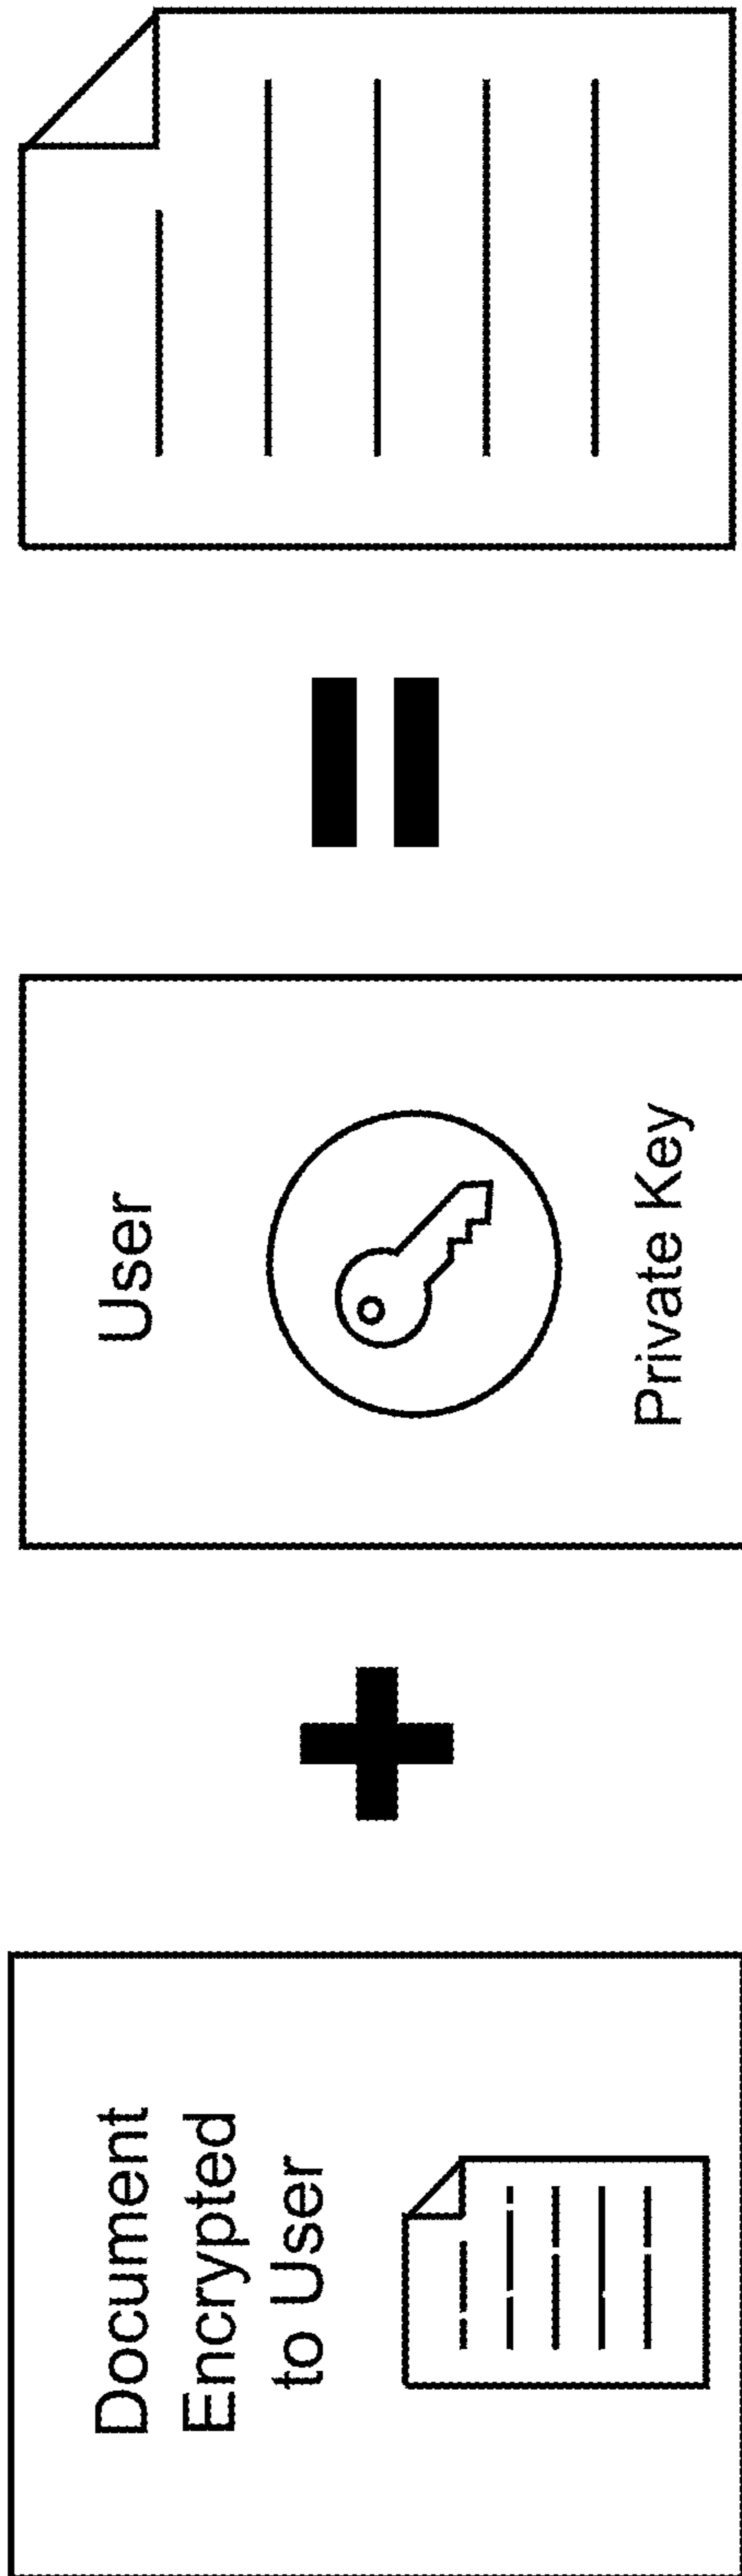 Document
Encrypted
to User
User
Private Key